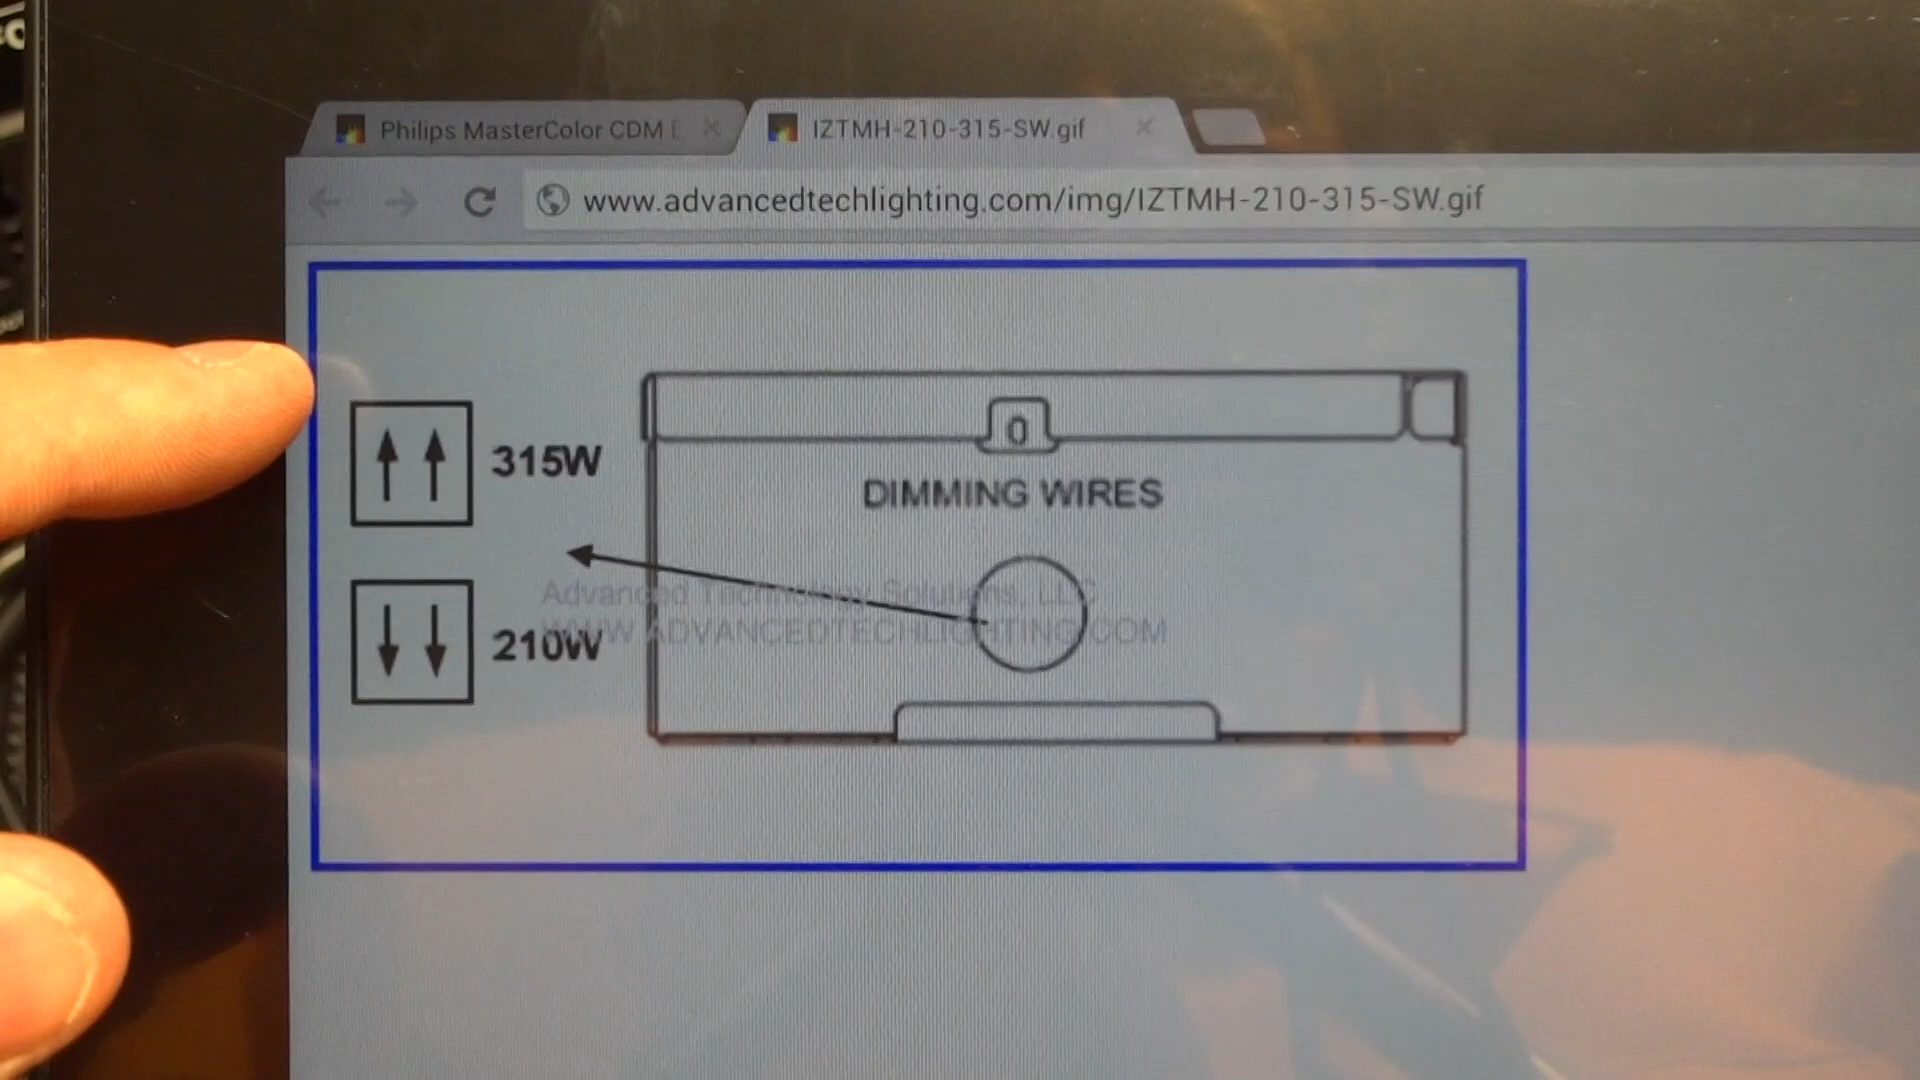 Philips MasterColor CDM E
IZTMH-210-315-SW.gif
www.advancedtechlighting.com/img/IZTMH-210-315-SW.gif
0
315W
DIMMING WIRES
Advanced Technology Solutions, LLC
WWW.ADVANCEDTECHLIGHTING.COM
210W